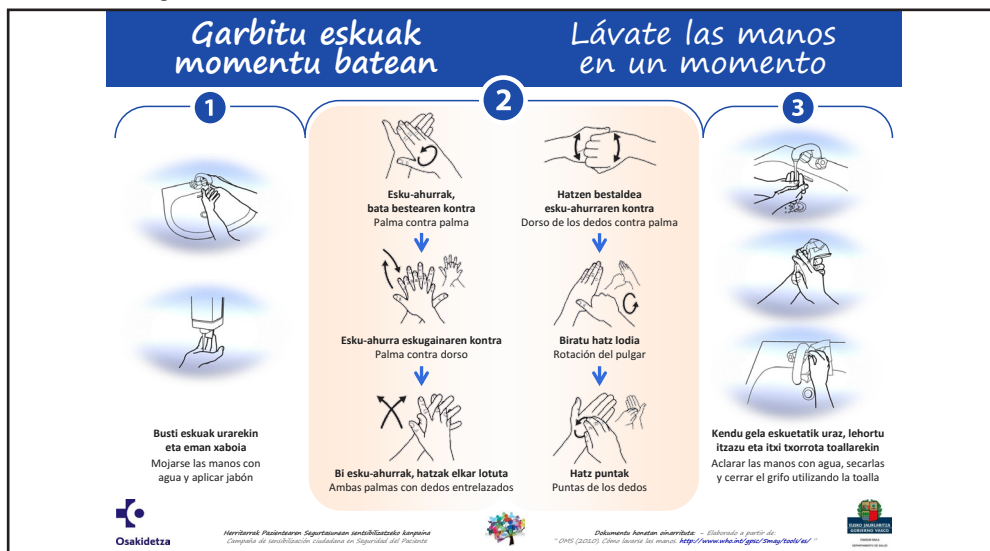 Garbitu eskuak
momentu batean
Lávate las manos
en un momento
1
Busti eskuak urarekin
eta eman xaboia
Mojarse las manos con
agua y aplicar jabón
2
Esku-ahurrak,
bata bestearen kontra
Palma contra palma
Esku-ahurra eskugainaren kontra
Palma contra dorso
Bi esku-ahurrak, hatzak elkar lotuta
Ambas palmas con dedos entrelazados
Hatzen bestaldea
esku-ahurraren kontra
Dorso de los dedos contra palma
Biratu hatz lodia
Rotación del pulgar
Hatz puntak
Puntas de los dedos
3
Kendu gela eskuetatik uraz, lehortu
itzazu eta itxi txorrota toallarekin
Aclarar las manos con agua, secarlas
y cerrar el grifo utilizando la toalla
Osakidetza
Herritarrak Pazientearen Segurtasunean sentsibilizatzeko kanpaina
Campaña de sensibilización ciudadana en Seguridad del Paciente
Dokumentu honetan oinarrituta: – Elaborado a partir de:
" OMS (2010). Cómo lavarse las manos. http://www.who.int/gpsc/5may/tools/es/ "
EUSKO JAURLARITZA
GOBIERNO VASCO
OSASUN SAILA
DEPARTAMENTO DE SALUD